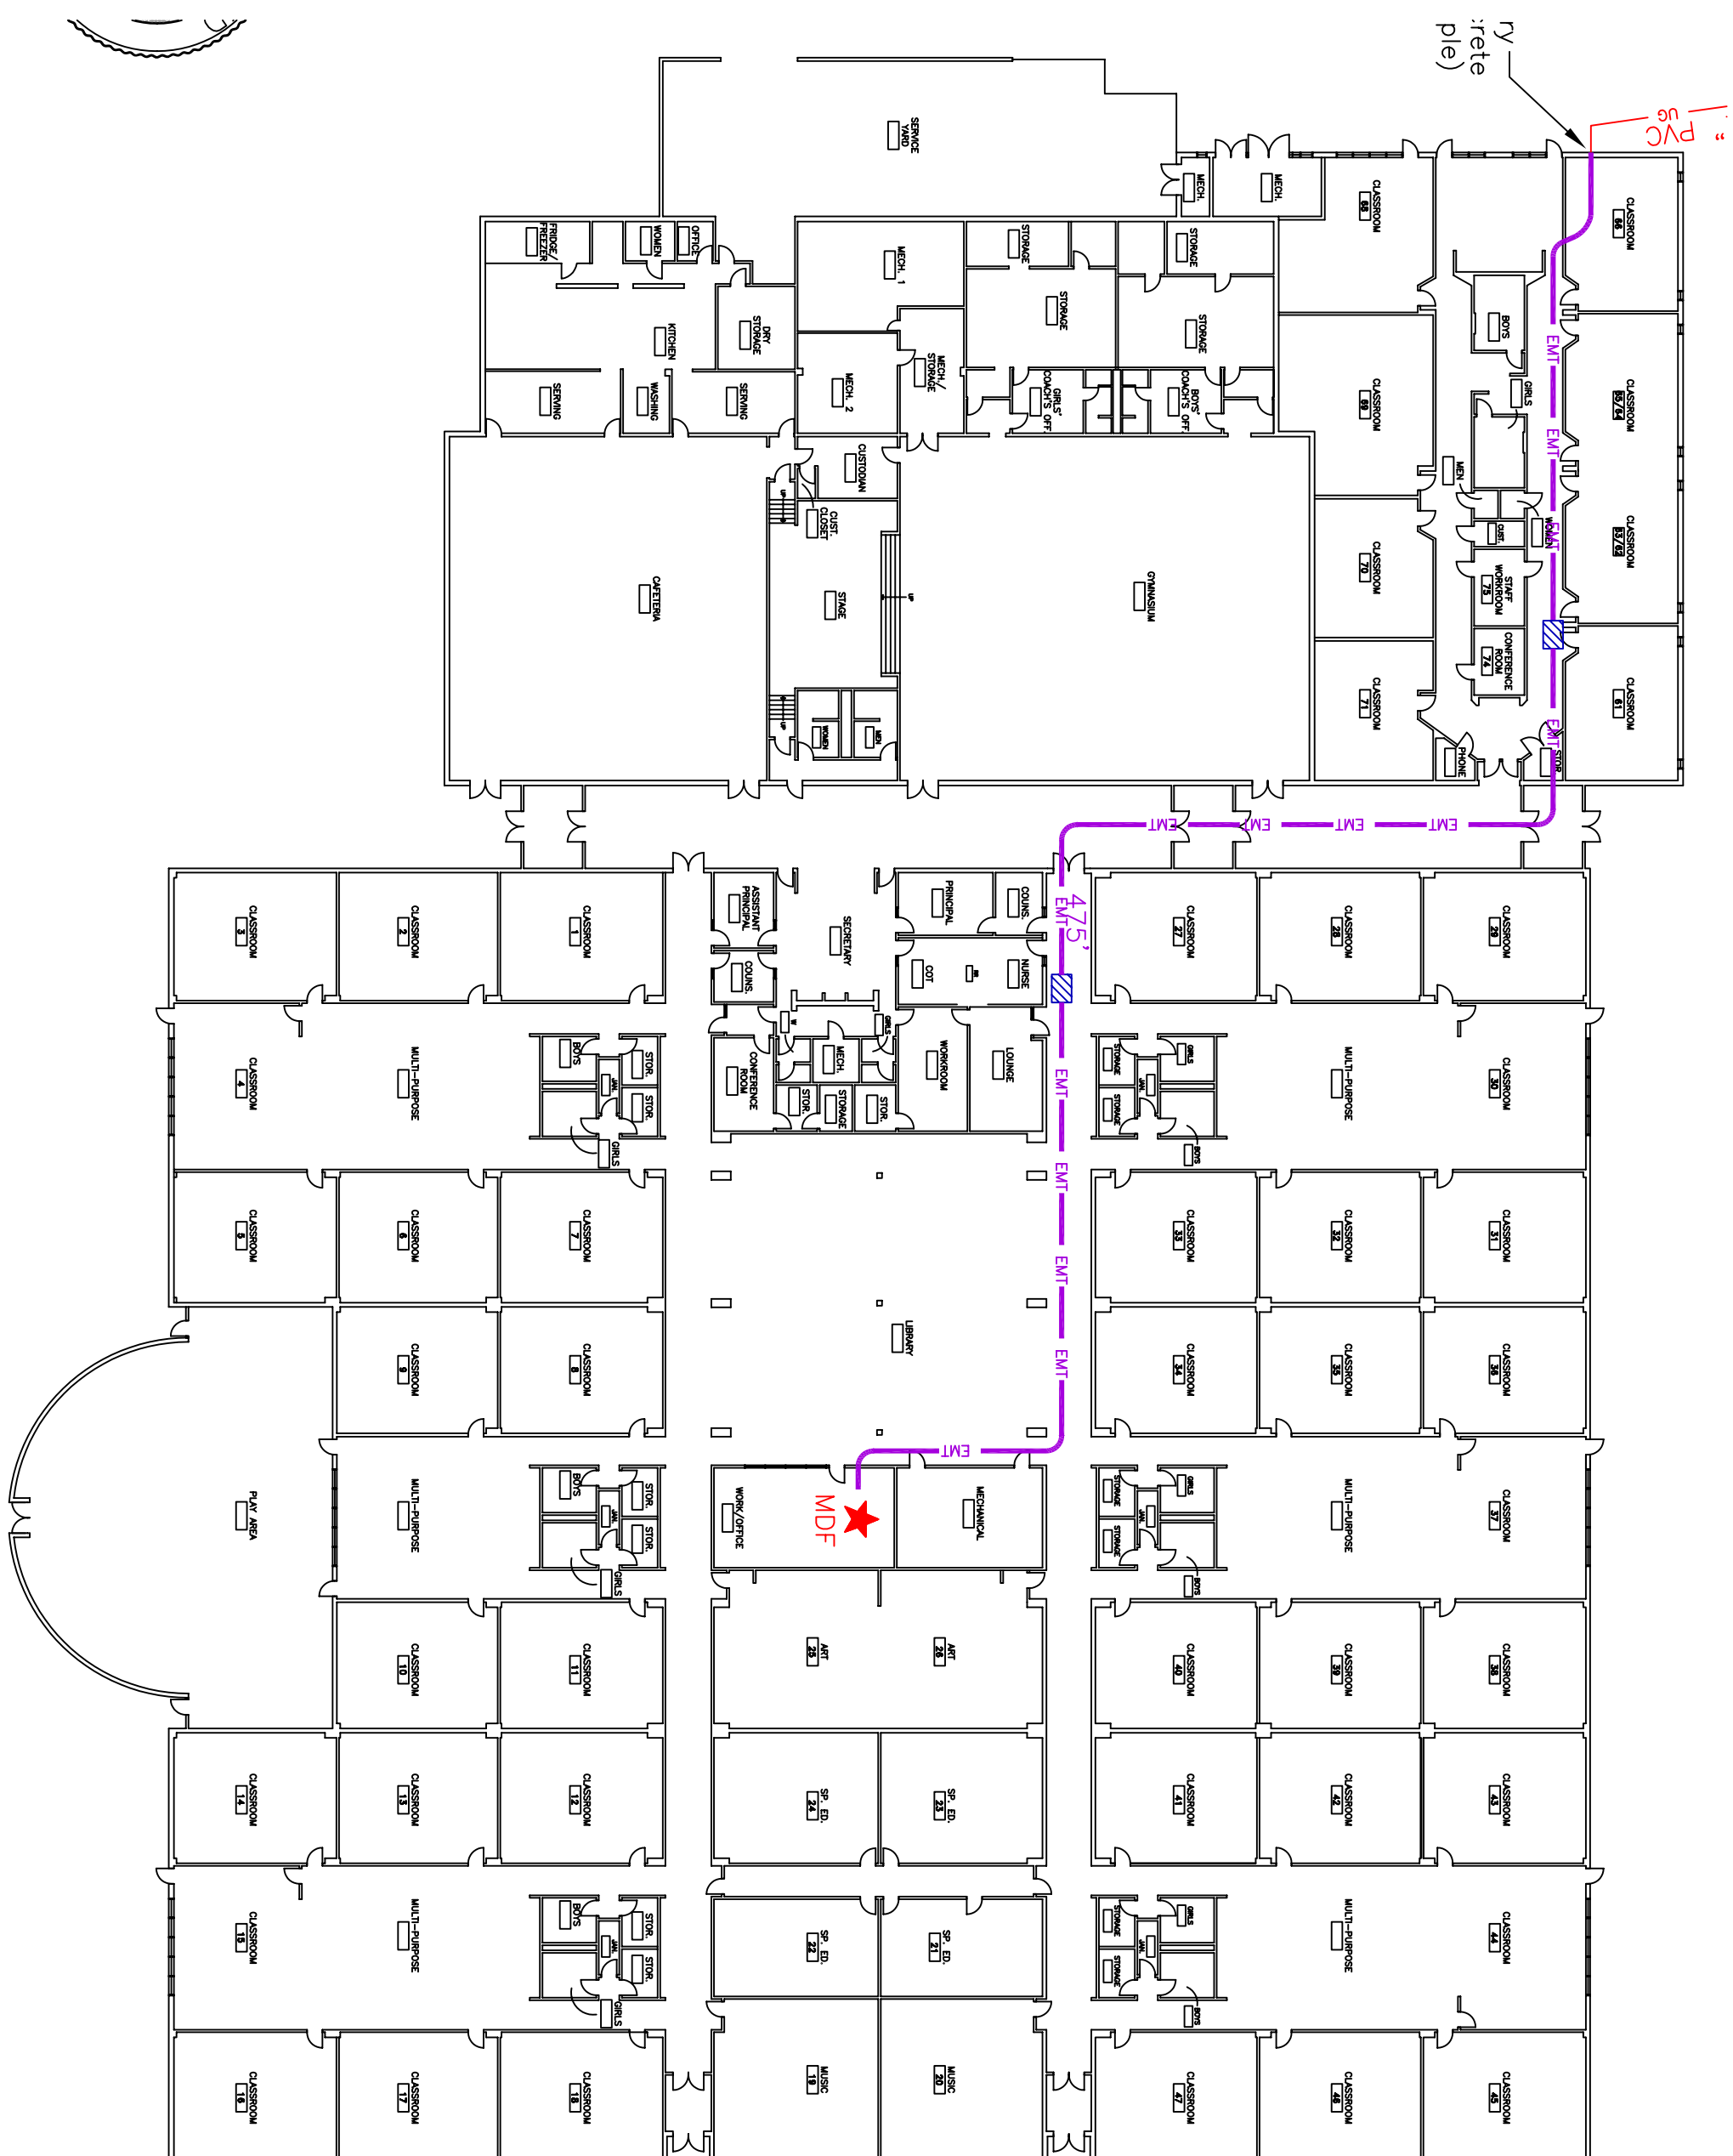 ry
crete
ple)
" PVC
UG
SERVICE
YARD
MECH.
MECH.
CLASSROOM
68
CLASSROOM
66
FRIDGE/
FREEZER
WOMEN
OFFICE
MECH. 1
STORAGE
STORAGE
DRY
STORAGE
KITCHEN
STORAGE
STORAGE
BOYS
EMT
MECH./
STORAGE
MECH. 2
SERVING
WASHING
SERVING
GIRLS'
COACH'S OFF.
BOYS'
COACH'S OFF.
CLASSROOM
69
GIRLS
EMT
CLASSROOM
65/64
CUSTODIAN
MEN
CUST.
CLOSET
CUST.
WOMEN
EMT
CLASSROOM
63/62
CAFETERIA
STAGE
UP
UP
UP
GYMNASIUM
CLASSROOM
70
STAFF
WORKROOM
75
CONFERENCE
ROOM
74
CLASSROOM
71
CLASSROOM
61
WOMEN
MEN
EMT
PHONE
STOR
EMT
EMT
EMT
EMT
CLASSROOM
3
CLASSROOM
2
CLASSROOM
1
ASSISTANT
PRINCIPAL
SECRETARY
PRINCIPAL
COUNS.
475'
EMT
CLASSROOM
27
CLASSROOM
28
CLASSROOM
29
COUNS.
COT
RR
NURSE
CLASSROOM
4
MULTI-PURPOSE
BOYS
JAN.
STOR.
STOR.
GIRLS
W
GIRLS
CONFERENCE
ROOM
MECH.
STOR.
STORAGE
STOR.
WORKROOM
LOUNGE
EMT
STORAGE
STORAGE
JAN.
GIRLS
BOYS
MULTI-PURPOSE
CLASSROOM
30
CLASSROOM
5
CLASSROOM
6
CLASSROOM
7
EMT
EMT
CLASSROOM
33
CLASSROOM
32
CLASSROOM
31
CLASSROOM
9
CLASSROOM
8
LIBRARY
EMT
CLASSROOM
34
CLASSROOM
35
CLASSROOM
36
EMT
PLAY AREA
MULTI-PURPOSE
BOYS
JAN.
STOR.
STOR.
GIRLS
WORK/OFFICE
MDF
MECHANICAL
STORAGE
STORAGE
JAN.
GIRLS
BOYS
MULTI-PURPOSE
CLASSROOM
37
CLASSROOM
10
CLASSROOM
11
ART
25
ART
26
CLASSROOM
40
CLASSROOM
39
CLASSROOM
38
CLASSROOM
14
CLASSROOM
13
CLASSROOM
12
SP. ED.
24
SP. ED.
23
CLASSROOM
41
CLASSROOM
42
CLASSROOM
43
CLASSROOM
15
MULTI-PURPOSE
BOYS
JAN.
STOR.
STOR.
GIRLS
SP. ED.
22
SP. ED.
21
STORAGE
STORAGE
JAN.
GIRLS
BOYS
MULTI-PURPOSE
CLASSROOM
44
CLASSROOM
16
CLASSROOM
17
CLASSROOM
18
MUSIC
19
MUSIC
20
CLASSROOM
47
CLASSROOM
46
CLASSROOM
45